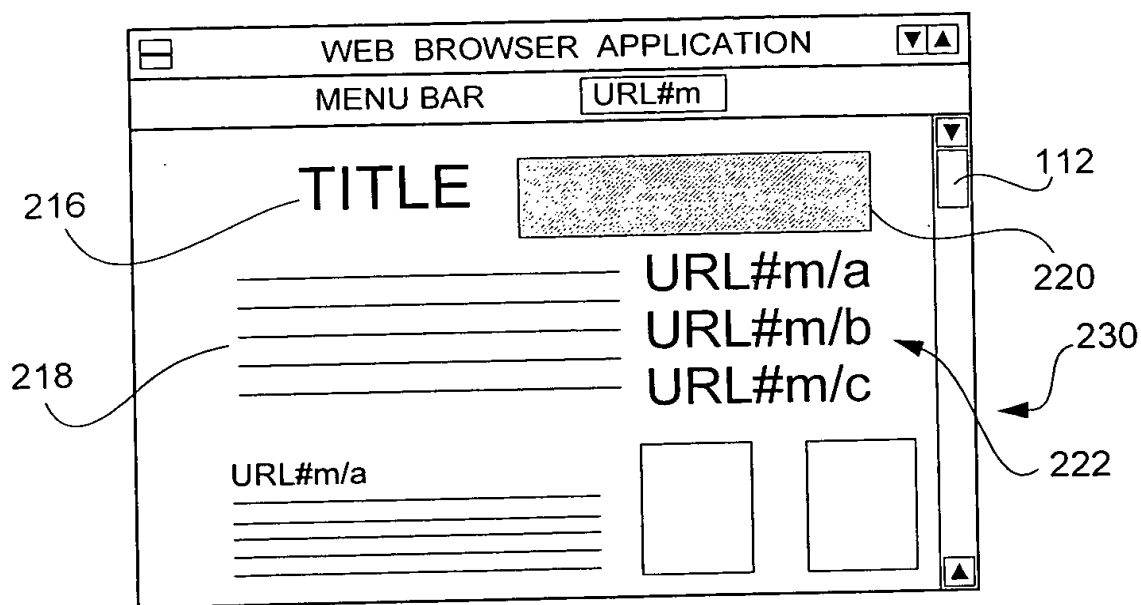 WEB BROWSER APPLICATION
MENU BAR URL#m
TITLE
112
216
220
URL#m/a
URL#m/b
URL#m/c
230
218
222
URL#m/a